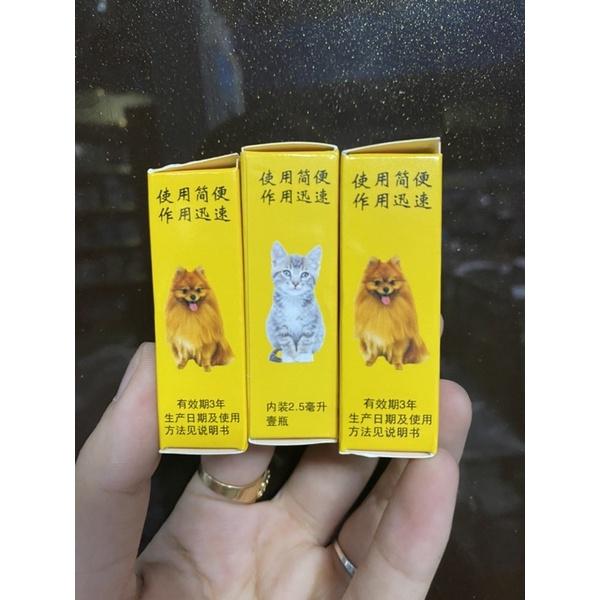 使用简便
作用迅速
有效期3年
生产日期及使用
方法见说明书
使用简便
作用迅速
内装2.5毫升
壹瓶
使用简便
作用迅速
有效期3年
生产日期及使用
方法见说明书